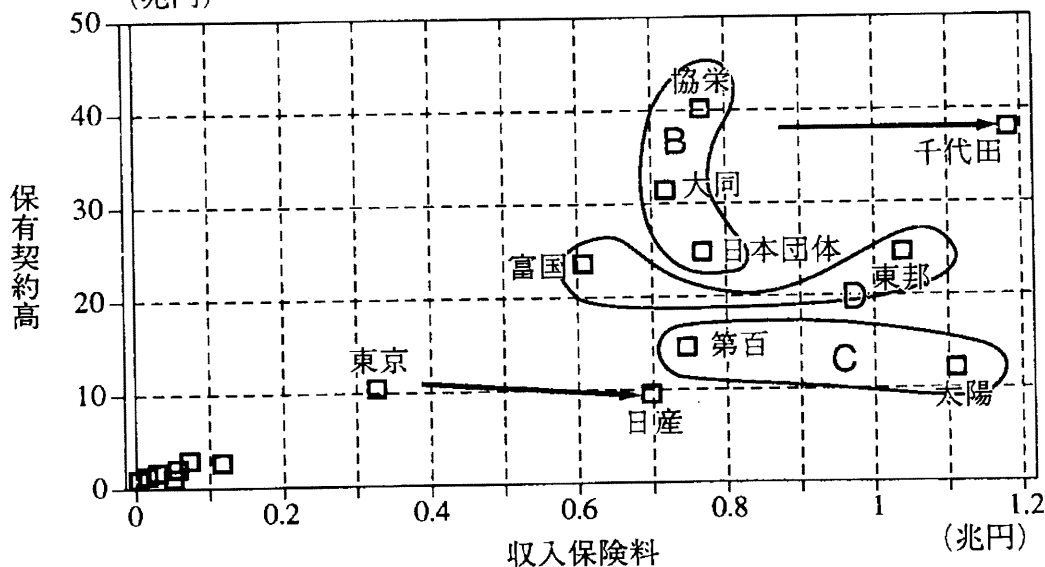 (兆円)
50
40
30
20
10
0
保有契約高
協栄
B
千代田
大同
日本団体
富国
東邦
D
第百
C
太陽
東京
日産
0
0.2
0.4
0.6
0.8
1
1.2
収入保険料
(兆円)